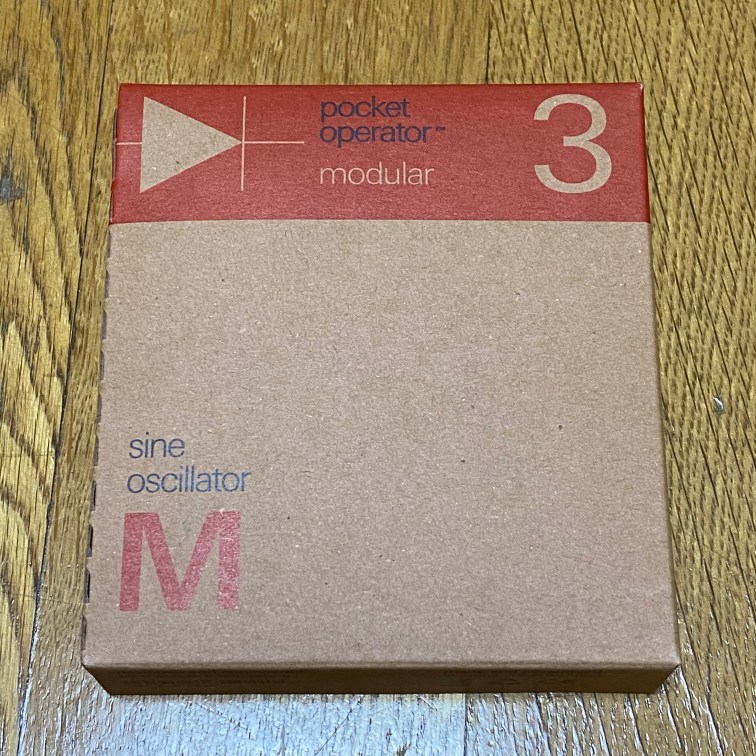 pocket
operator™
modular
3
sine
oscillator
M